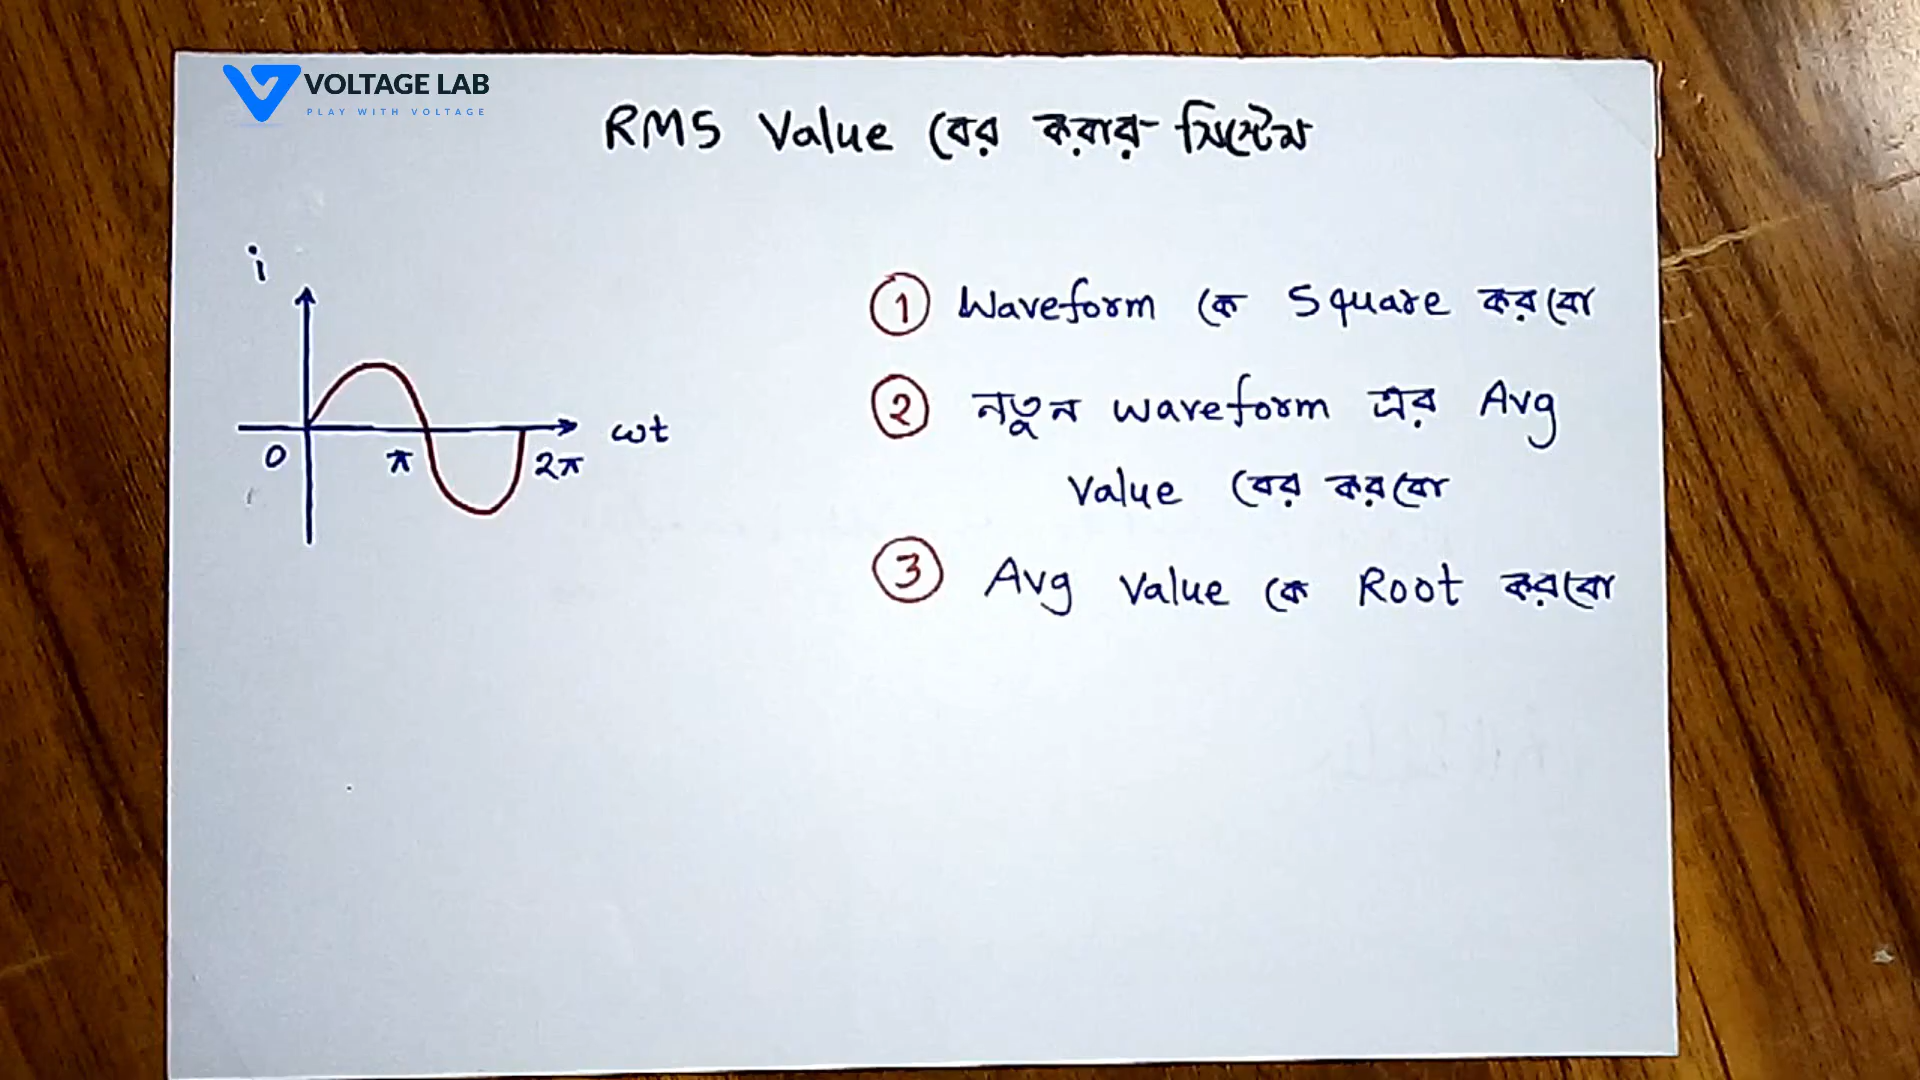 VOLTAGE LAB
PLAY WITH VOLTAGE
RMS Value বের করার সিস্টেম
i
0 π 2π ωt
① Waveform কে Square করবো
② নতুন waveform এর Avg
Value বের করবো
③ Avg Value কে Root করবো